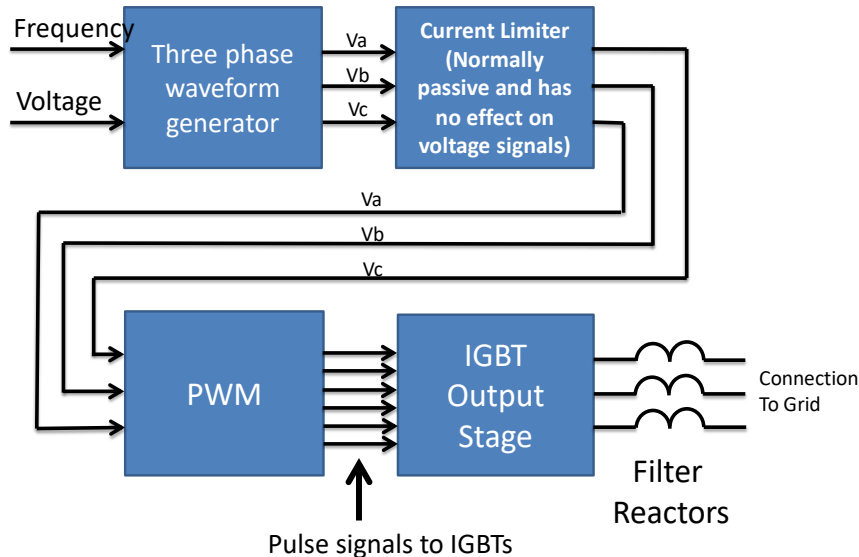 Frequency
Voltage
Three phase
waveform
generator
Va
Vb
Vc
Current Limiter
(Normally
passive and has
no effect on
voltage signals)
Va
Vb
Vc
PWM
IGBT
Output
Stage
Connection
To Grid
Filter
Reactors
Pulse signals to IGBTs